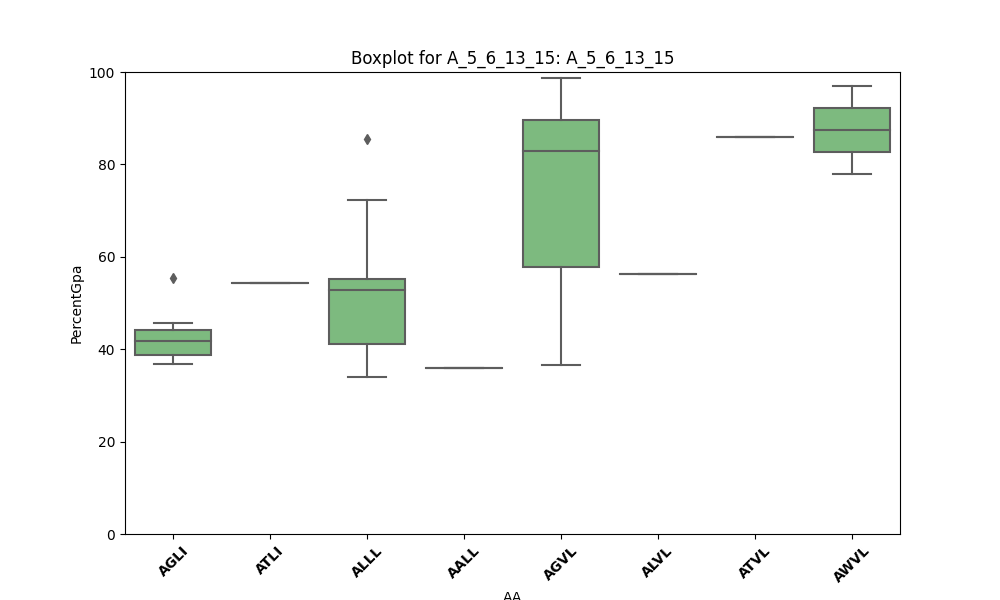 Boxplot for A_5_6_13_15: A_5_6_13_15
100
80
60
40
20
0
PercentGpa
AGLI
ATLI
ALLL
AALL
AGVL
ALVL
ATVL
AWVL
AA